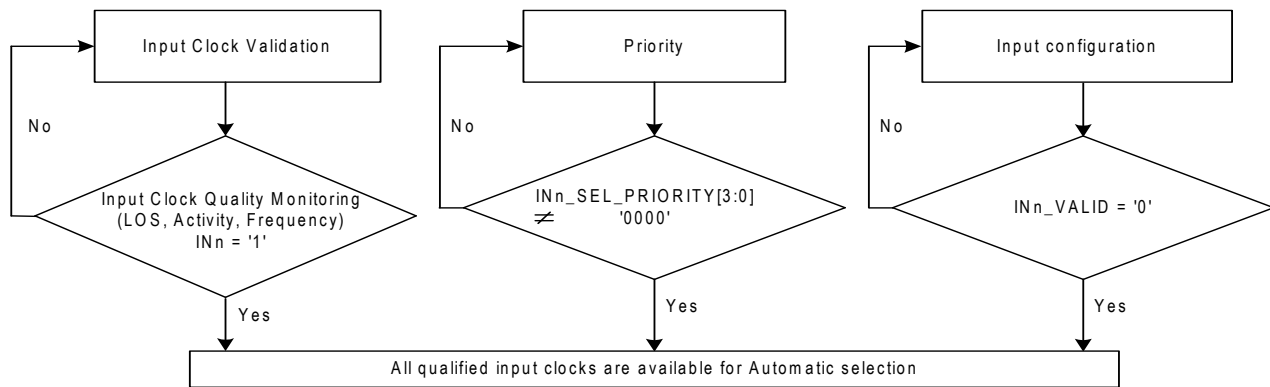 Input Clock Validation
No
Input Clock Quality Monitoring
(LOS, Activity, Frequency)
INn = '1'
Yes
Priority
No
INn_SEL_PRIORITY[3:0]
≠ '0000'
Yes
Input configuration
No
INn_VALID = '0'
Yes
All qualified input clocks are available for Automatic selection